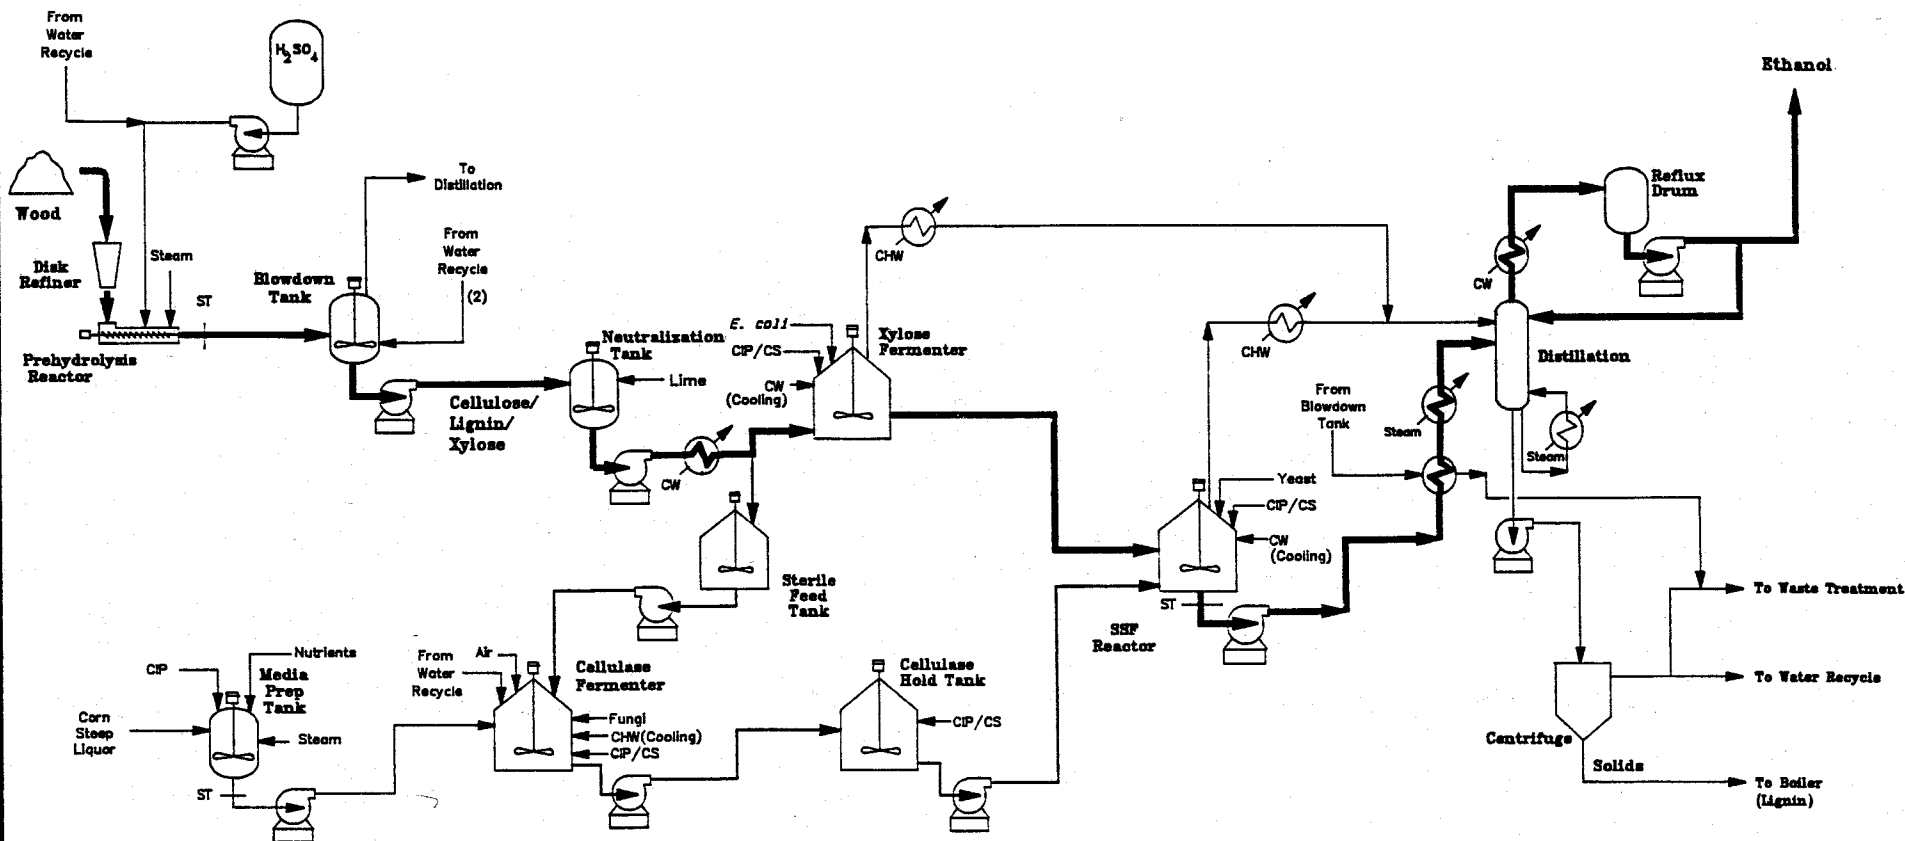 From
Water
Recycle
H2SO4
Ethanol
Wood
To
Distillation
Reflux
Drum
Disk
Refiner
Steam
ST
Blowdown
Tank
From
Water
Recycle
(2)
CHW
CW
Prehydrolysis
Reactor
Neutralization
Tank
Lime
E. coli
CIP/CS
CW
(Cooling)
Xylose
Fermenter
CHW
Distillation
From
Blowdown
Tank
Steam
Steam
Cellulose/
Lignin/
Xylose
CW
Yeast
CIP/CS
CW
(Cooling)
Sterile
Feed
Tank
ST
SSF
Reactor
To Waste Treatment
CIP
Nutrients
Media
Prep
Tank
Corn
Steep
Liquor
Steam
ST
From
Water
Recycle
Air
Cellulase
Fermenter
Fungi
CHW(Cooling)
CIP/CS
Cellulase
Hold Tank
CIP/CS
To Water Recycle
Centrifuge
Solids
To Boiler
(Lignin)